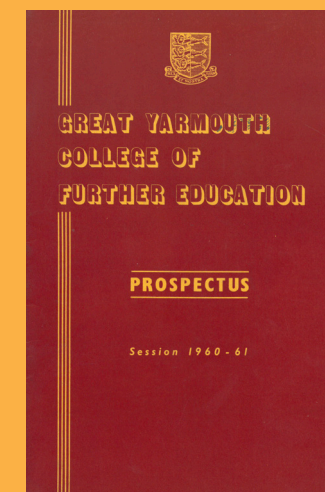 GREAT YARMOUTH
COLLEGE OF
FURTHER EDUCATION
PROSPECTUS
Session 1960-61